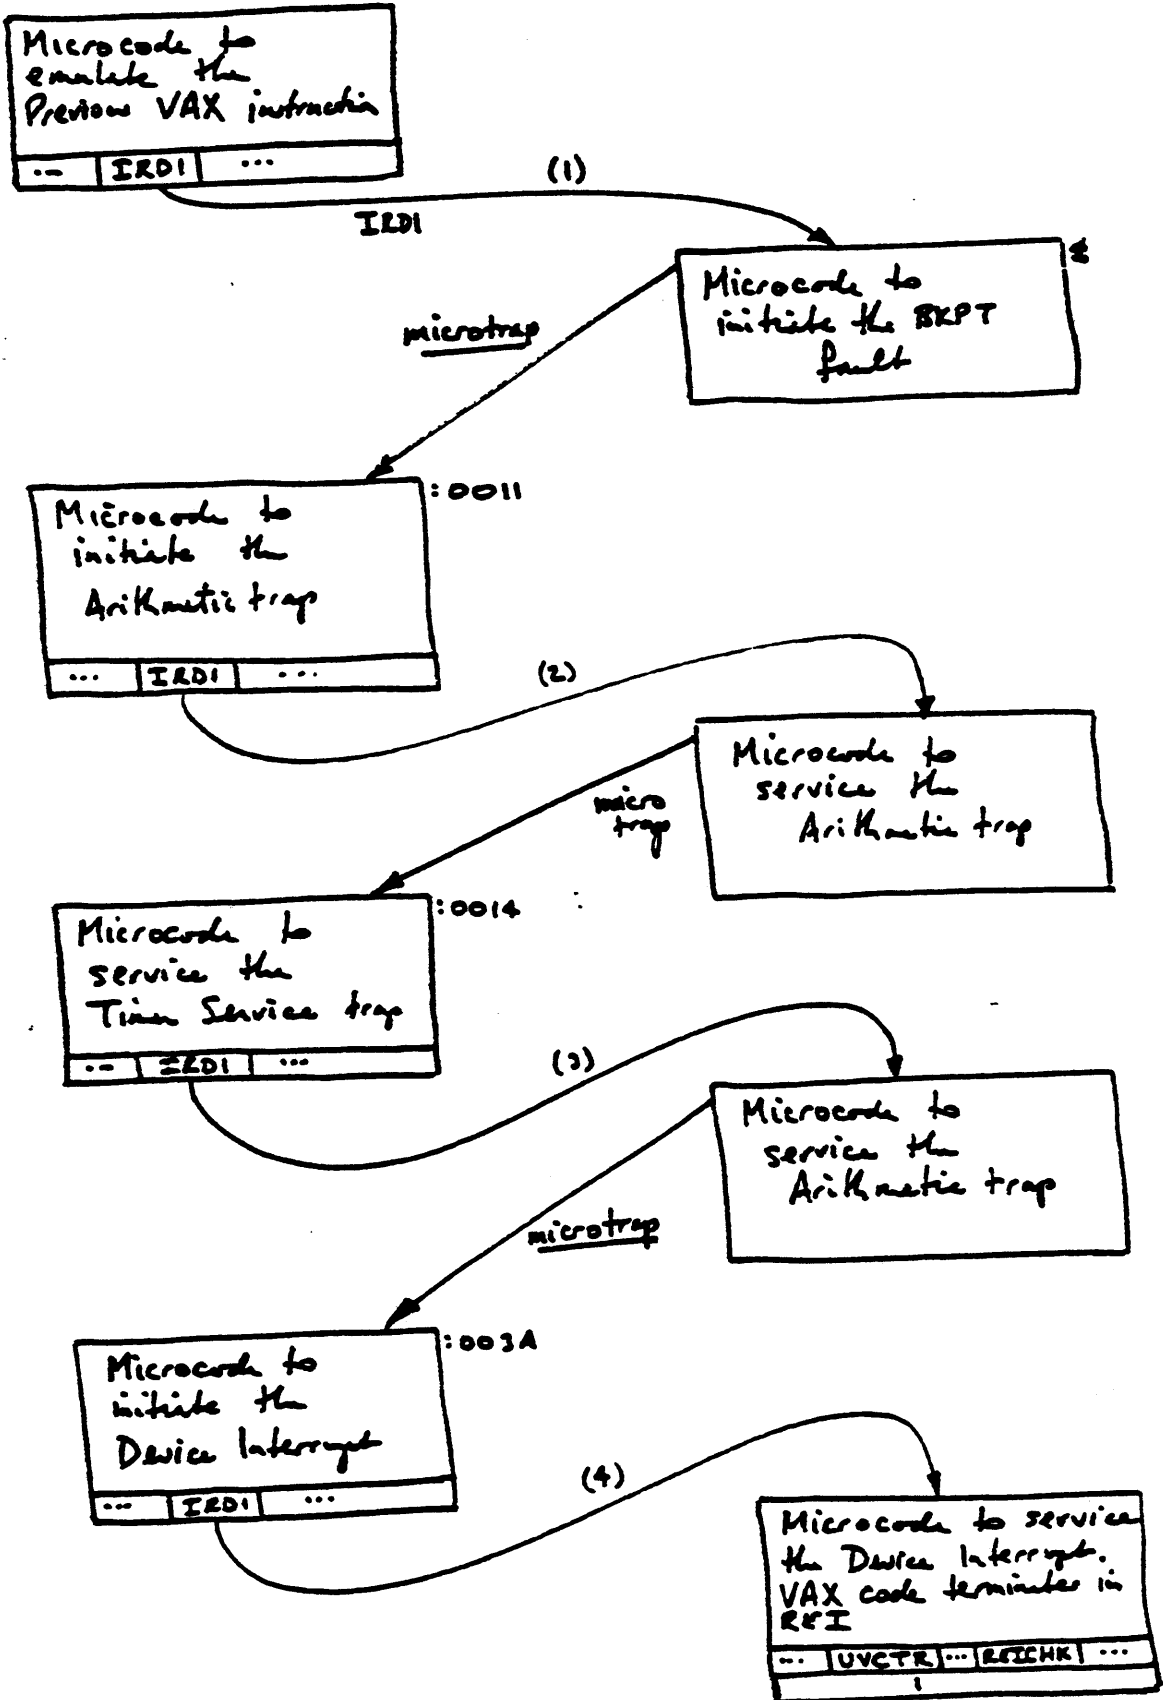 Microcode to
emulate the
Previous VAX instruction
... IRD1 ...
(1)
IRD1
Microcode to
initiate the BKPT
fault
microtrap
:0011
Microcode to
initiate the
Arithmetic trap
... IRD1 ...
(2)
Microcode to
service the
Arithmetic trap
micro
trap
:0014
Microcode to
service the
Timer Service trap
... IRD1 ...
(3)
Microcode to
service the
Arithmetic trap
microtrap
:003A
Microcode to
initiate the
Device Interrupt
... IRD1 ...
(4)
Microcode to service
the Device Interrupt.
VAX code terminates in
REI
... UVCTR ... REICHK ...
1